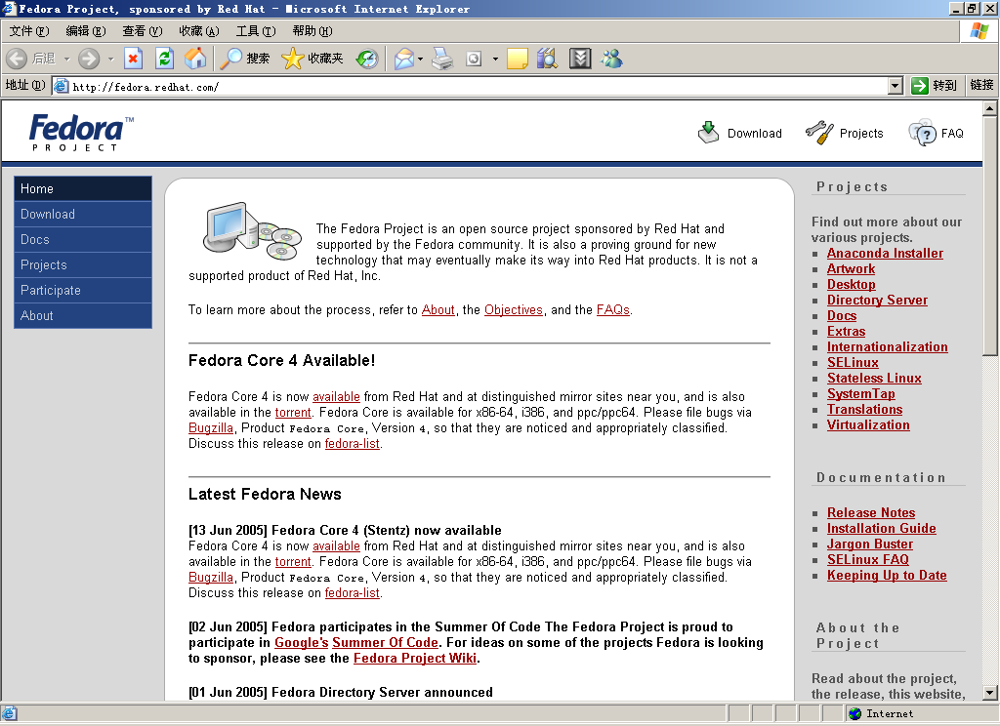 Fedora Project, sponsored by Red Hat - Microsoft Internet Explorer
文件(F) 编辑(E) 查看(V) 收藏(A) 工具(T) 帮助(H)
后退 搜索 收藏夹
地址(D) http://fedora.redhat.com/ 转到 链接
Fedora™
PROJECT
Download Projects FAQ
Home
Download
Docs
Projects
Participate
About
The Fedora Project is an open source project sponsored by Red Hat and
supported by the Fedora community. It is also a proving ground for new
technology that may eventually make its way into Red Hat products. It is not a
supported product of Red Hat, Inc.
To learn more about the process, refer to About, the Objectives, and the FAQs.
Fedora Core 4 Available!
Fedora Core 4 is now available from Red Hat and at distinguished mirror sites near you, and is also
available in the torrent. Fedora Core is available for x86-64, i386, and ppc/ppc64. Please file bugs via
Bugzilla, Product Fedora Core, Version 4, so that they are noticed and appropriately classified.
Discuss this release on fedora-list.
Latest Fedora News
[13 Jun 2005] Fedora Core 4 (Stentz) now available
Fedora Core 4 is now available from Red Hat and at distinguished mirror sites near you, and is also
available in the torrent. Fedora Core is available for x86-64, i386, and ppc/ppc64. Please file bugs via
Bugzilla, Product Fedora Core, Version 4, so that they are noticed and appropriately classified.
Discuss this release on fedora-list.
[02 Jun 2005] Fedora participates in the Summer Of Code The Fedora Project is proud to
participate in Google's Summer Of Code. For ideas on some of the projects Fedora is looking
to sponsor, please see the Fedora Project Wiki.
[01 Jun 2005] Fedora Directory Server announced
Projects
Find out more about our
various projects.
Anaconda Installer
Artwork
Desktop
Directory Server
Docs
Extras
Internationalization
SELinux
Stateless Linux
SystemTap
Translations
Virtualization
Documentation
Release Notes
Installation Guide
Jargon Buster
SELinux FAQ
Keeping Up to Date
About the
Project
Read about the project,
the release, this website,
Internet